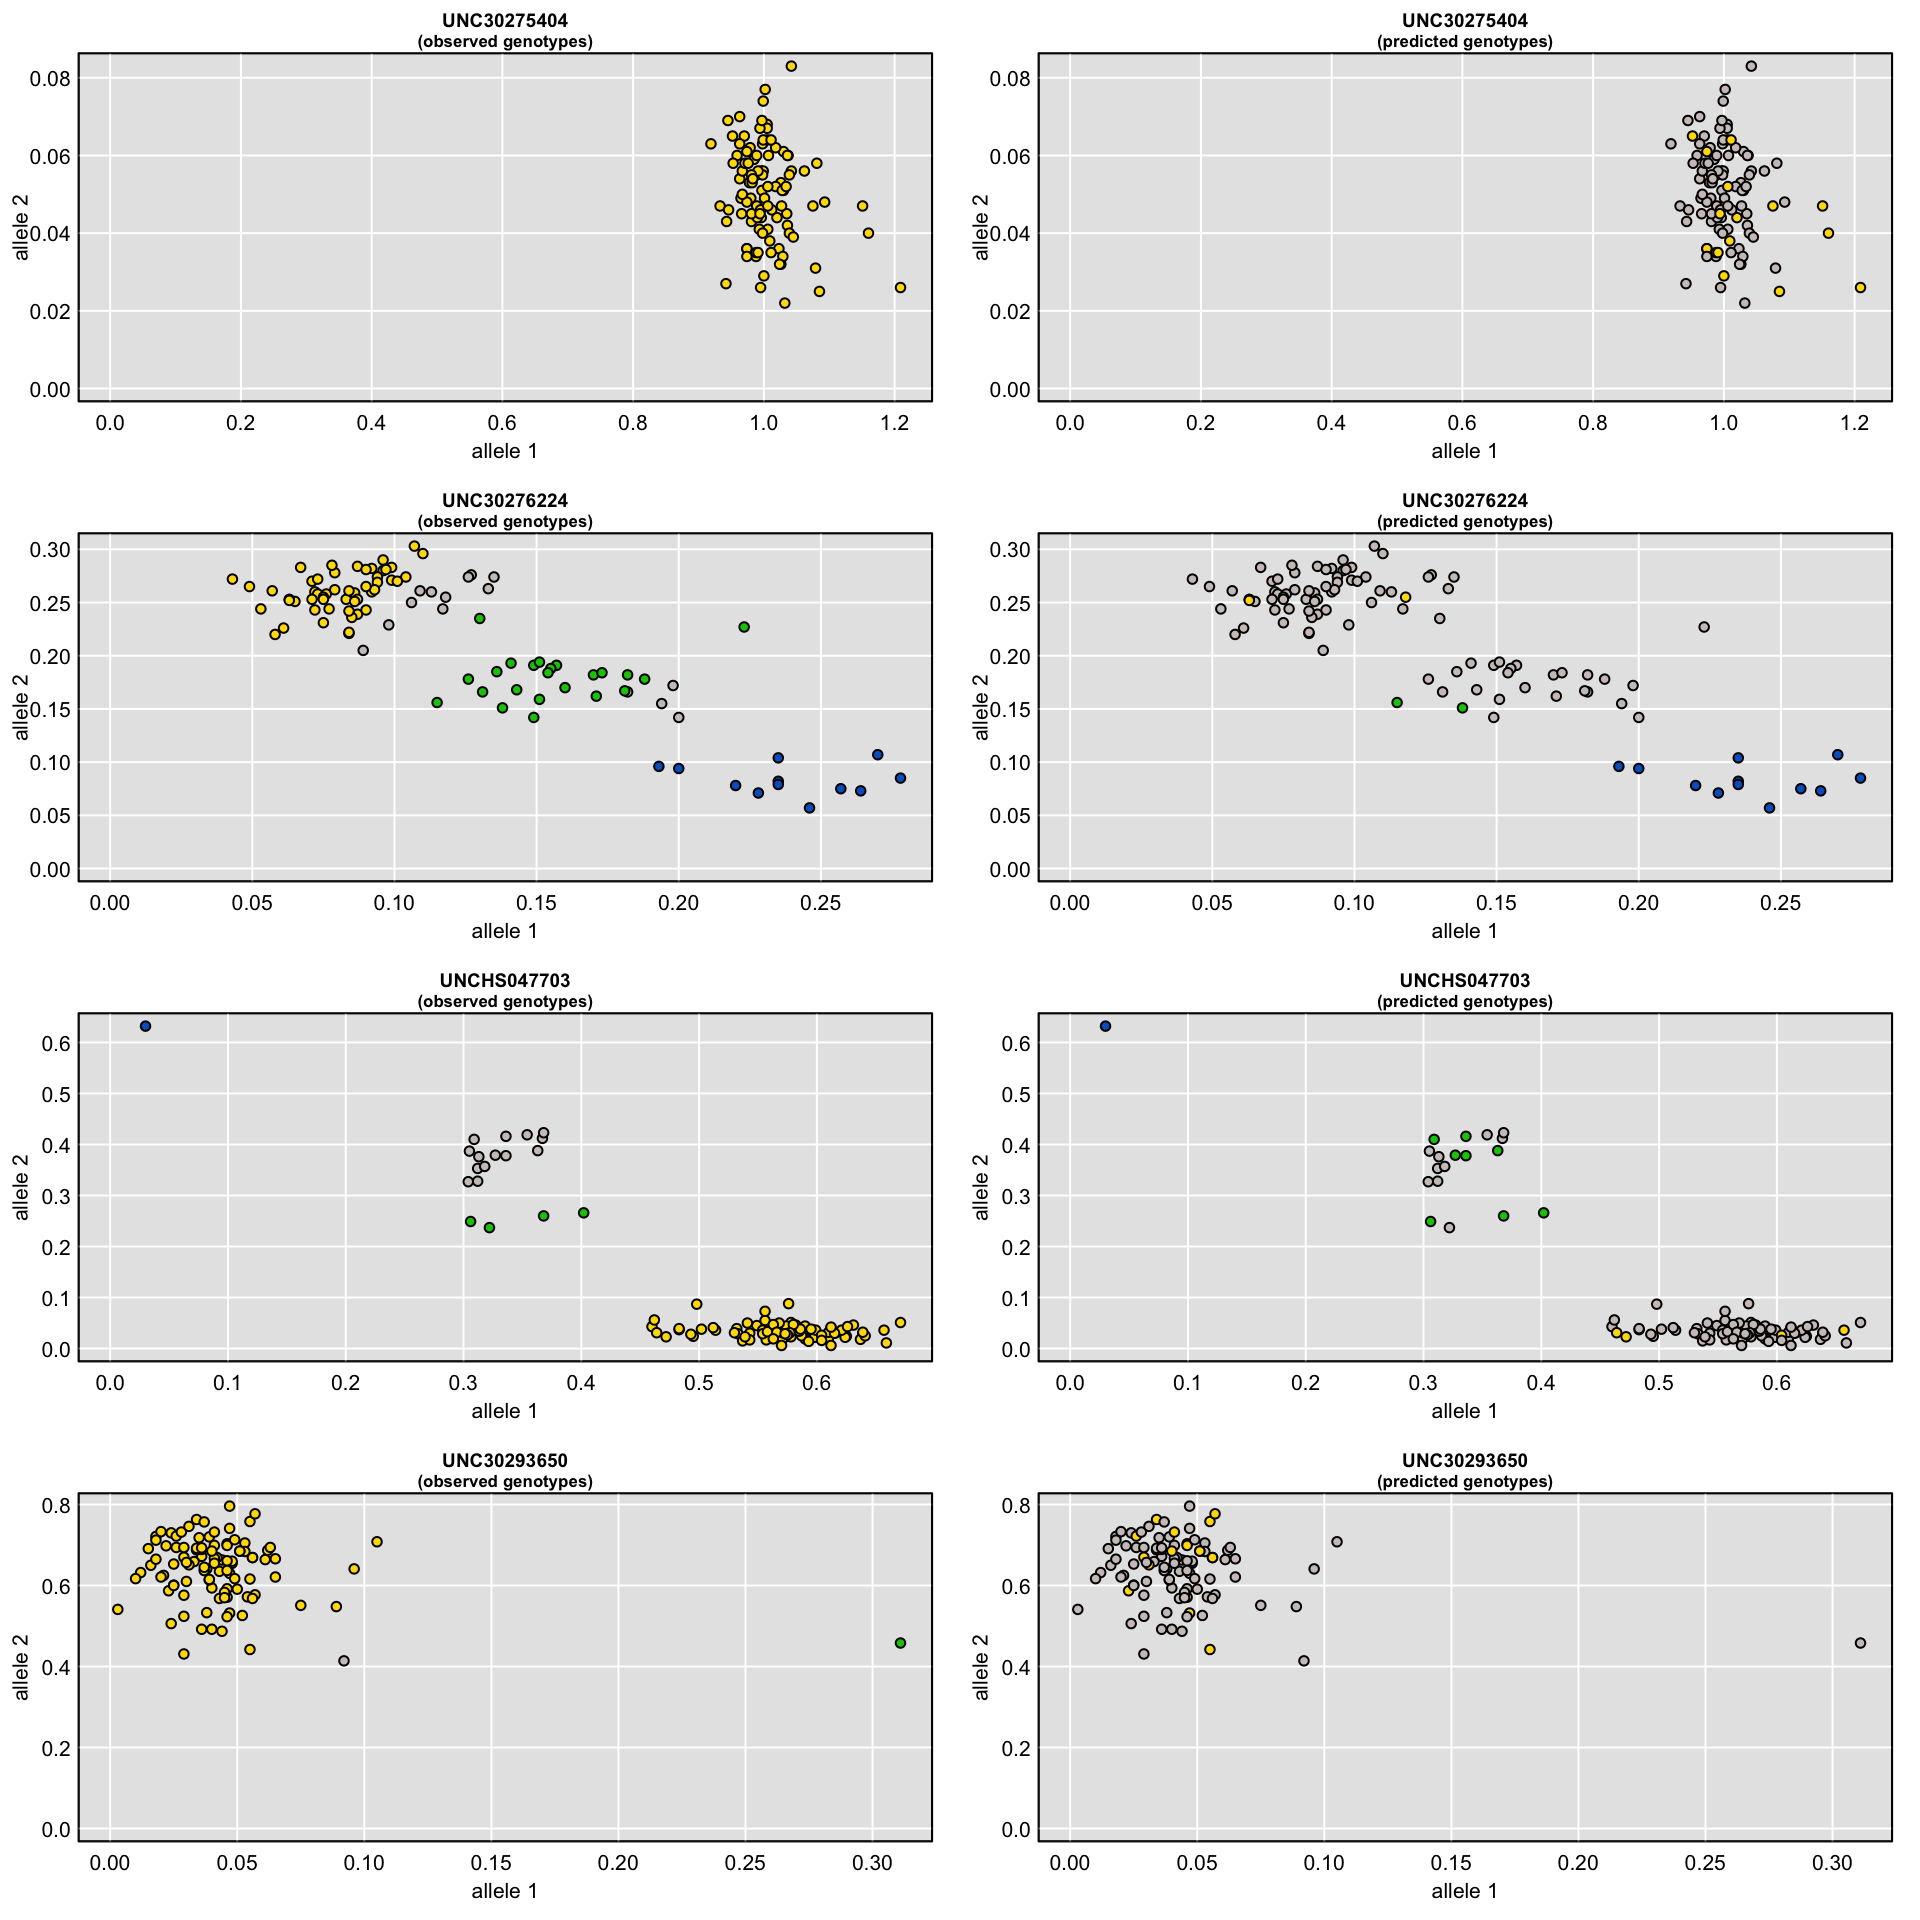 UNC30275404
(observed genotypes)
0.08
0.06
0.04
0.02
0.00
allele 2
0.0 0.2 0.4 0.6 0.8 1.0 1.2
allele 1
UNC30275404
(predicted genotypes)
0.08
0.06
0.04
0.02
0.00
allele 2
0.0 0.2 0.4 0.6 0.8 1.0 1.2
allele 1
UNC30276224
(observed genotypes)
0.30
0.25
0.20
0.15
0.10
0.05
0.00
allele 2
0.00 0.05 0.10 0.15 0.20 0.25
allele 1
UNC30276224
(predicted genotypes)
0.30
0.25
0.20
0.15
0.10
0.05
0.00
allele 2
0.00 0.05 0.10 0.15 0.20 0.25
allele 1
UNCHS047703
(observed genotypes)
0.6
0.5
0.4
0.3
0.2
0.1
0.0
allele 2
0.0 0.1 0.2 0.3 0.4 0.5 0.6
allele 1
UNCHS047703
(predicted genotypes)
0.6
0.5
0.4
0.3
0.2
0.1
0.0
allele 2
0.0 0.1 0.2 0.3 0.4 0.5 0.6
allele 1
UNC30293650
(observed genotypes)
0.8
0.6
0.4
0.2
0.0
allele 2
0.00 0.05 0.10 0.15 0.20 0.25 0.30
allele 1
UNC30293650
(predicted genotypes)
0.8
0.6
0.4
0.2
0.0
allele 2
0.00 0.05 0.10 0.15 0.20 0.25 0.30
allele 1